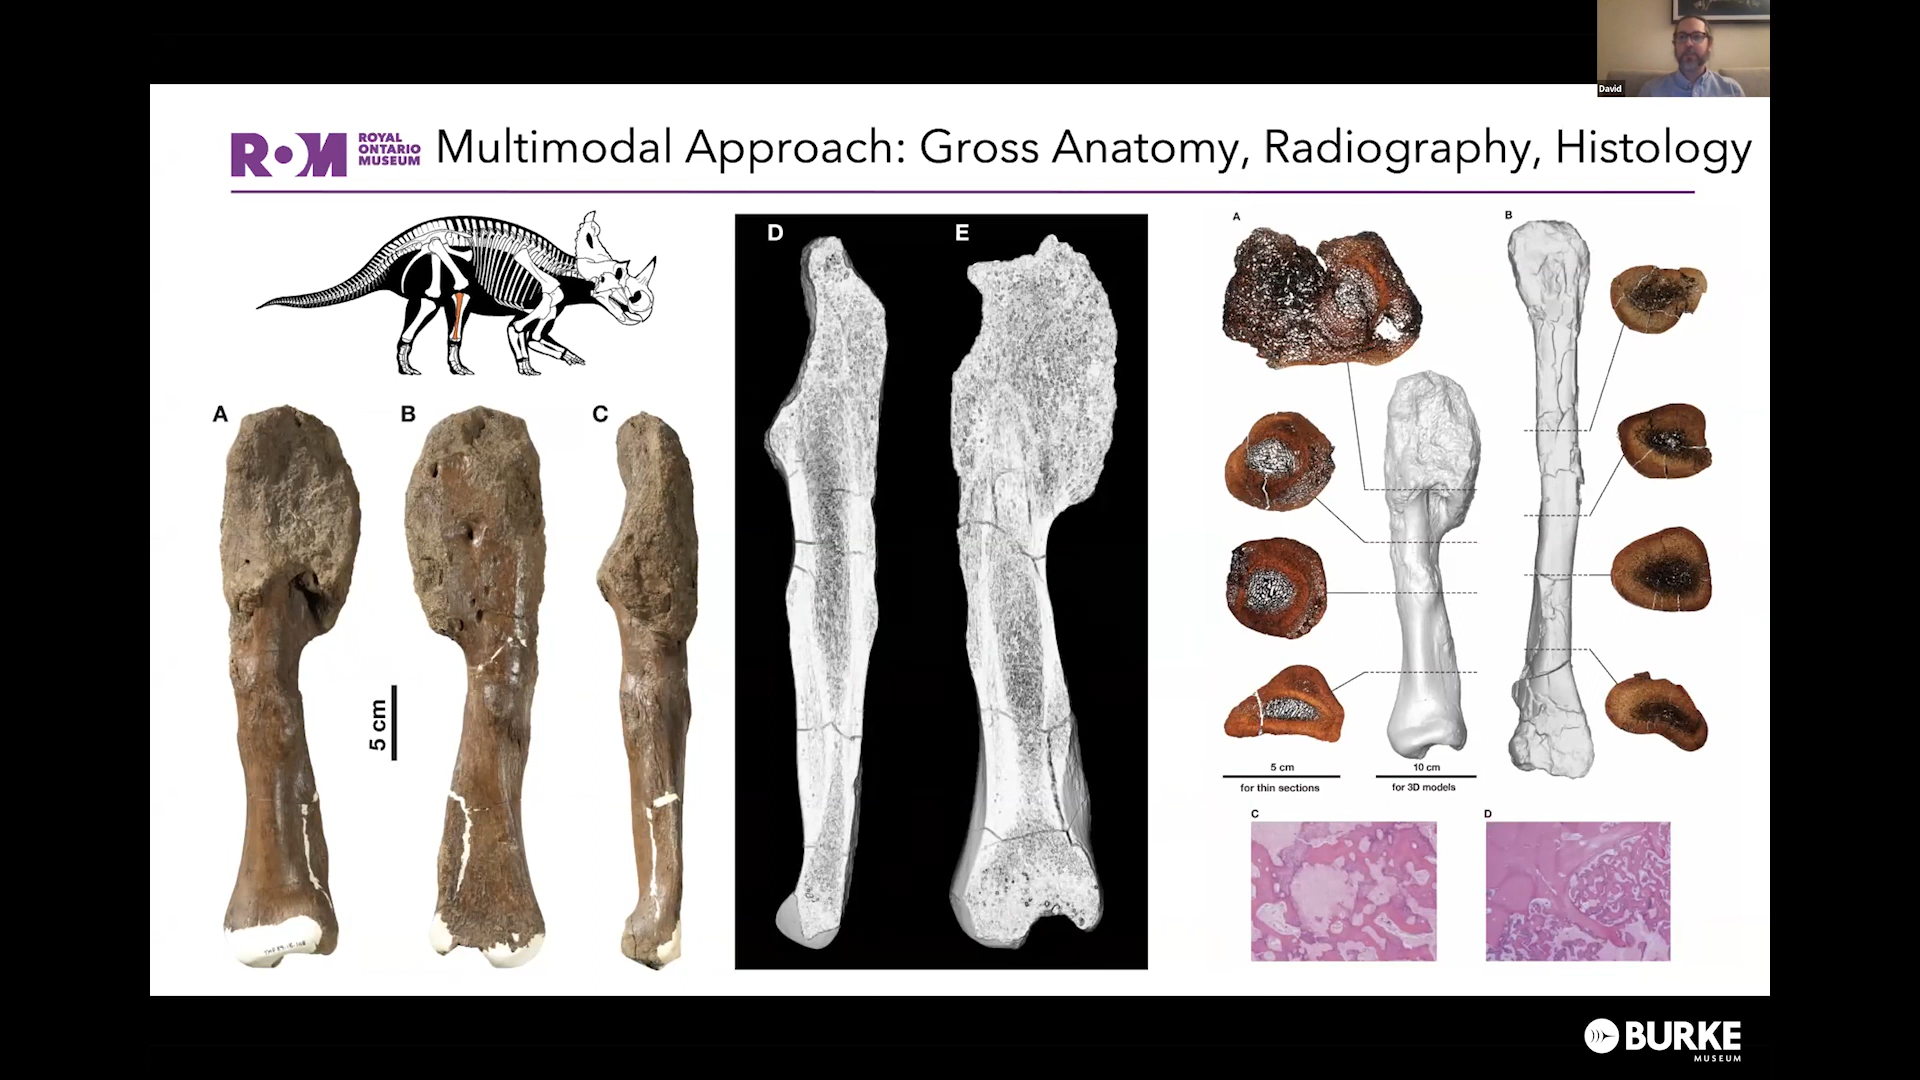 David
ROM
ROYAL
ONTARIO
MUSEUM
Multimodal Approach: Gross Anatomy, Radiography, Histology
A
B
C
5 cm
D
E
A
B
5 cm
for thin sections
10 cm
for 3D models
C
D
BURKE
MUSEUM